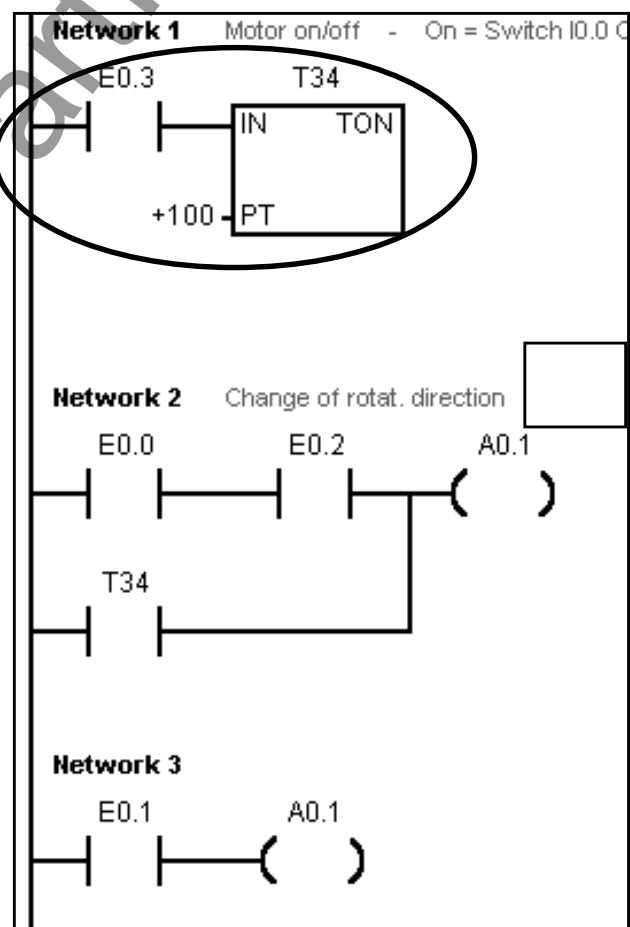 Network 1 Motor on/off - On = Switch I0.0
E0.3 T34
IN TON
+100 PT
Network 2 Change of rotat. direction
E0.0 E0.2 A0.1
T34
Network 3
E0.1 A0.1